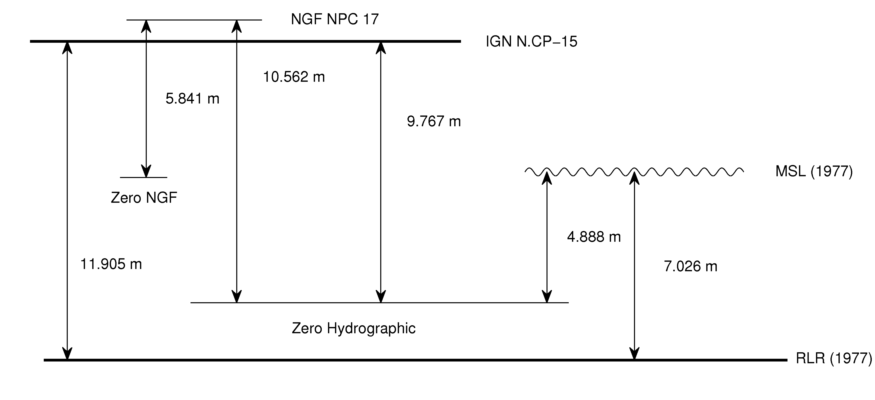 NGF NPC 17
IGN N.CP−15
10.562 m
5.841 m
9.767 m
MSL (1977)
Zero NGF
4.888 m
11.905 m
7.026 m
Zero Hydrographic
RLR (1977)